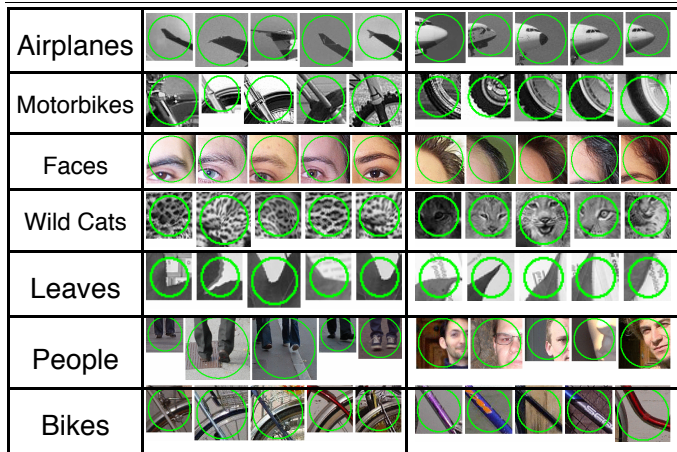 Airplanes
Motorbikes
Faces
Wild Cats
Leaves
People
Bikes